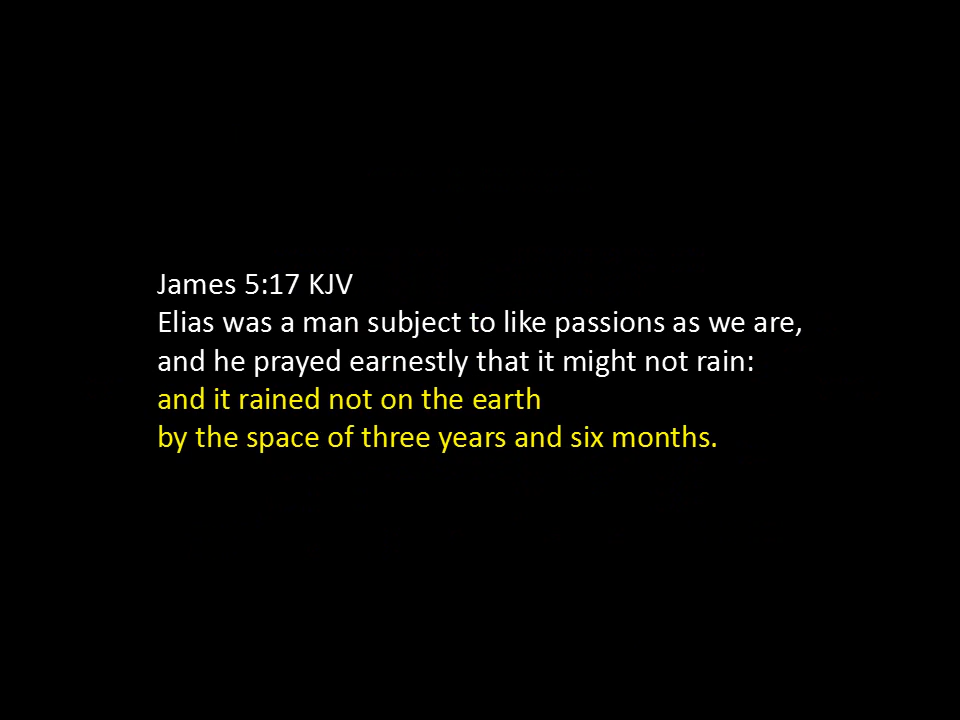 James 5:17 KJV
Elias was a man subject to like passions as we are,
and he prayed earnestly that it might not rain:
and it rained not on the earth
by the space of three years and six months.